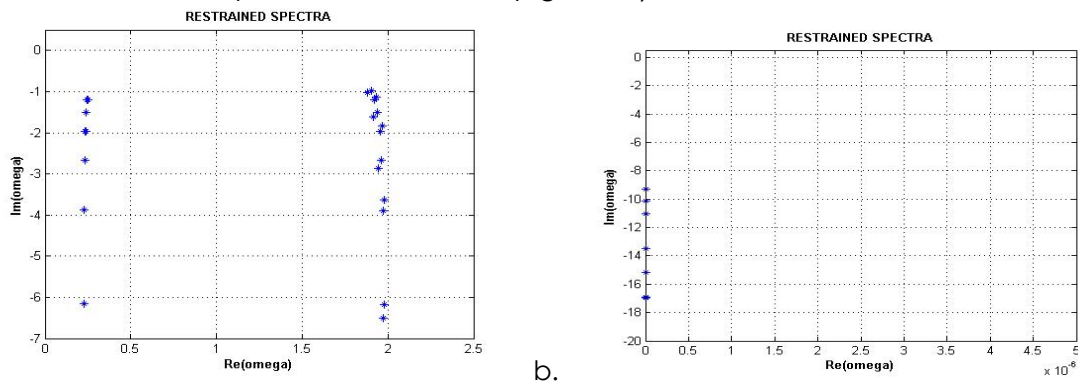 RESTRAINED SPECTRA
0
-1
-2
-3
-4
-5
-6
-7
Im(omega)
0 0.5 1 1.5 2 2.5
Re(omega)
b.
RESTRAINED SPECTRA
0
-2
-4
-6
-8
-10
-12
-14
-16
-18
-20
Im(omega)
0 0.5 1 1.5 2 2.5 3 3.5 4 4.5 5
Re(omega)
x 10⁻⁶